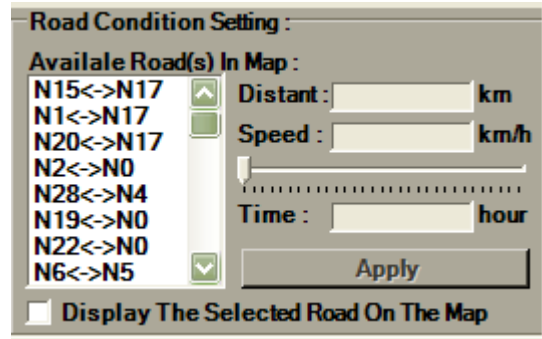 Road Condition Setting :
Availale Road(s) In Map :
N15<->N17
N1<->N17
N20<->N17
N2<->N0
N28<->N4
N19<->N0
N22<->N0
N6<->N5
Distant : km
Speed : km/h
Time : hour
Apply
Display The Selected Road On The Map